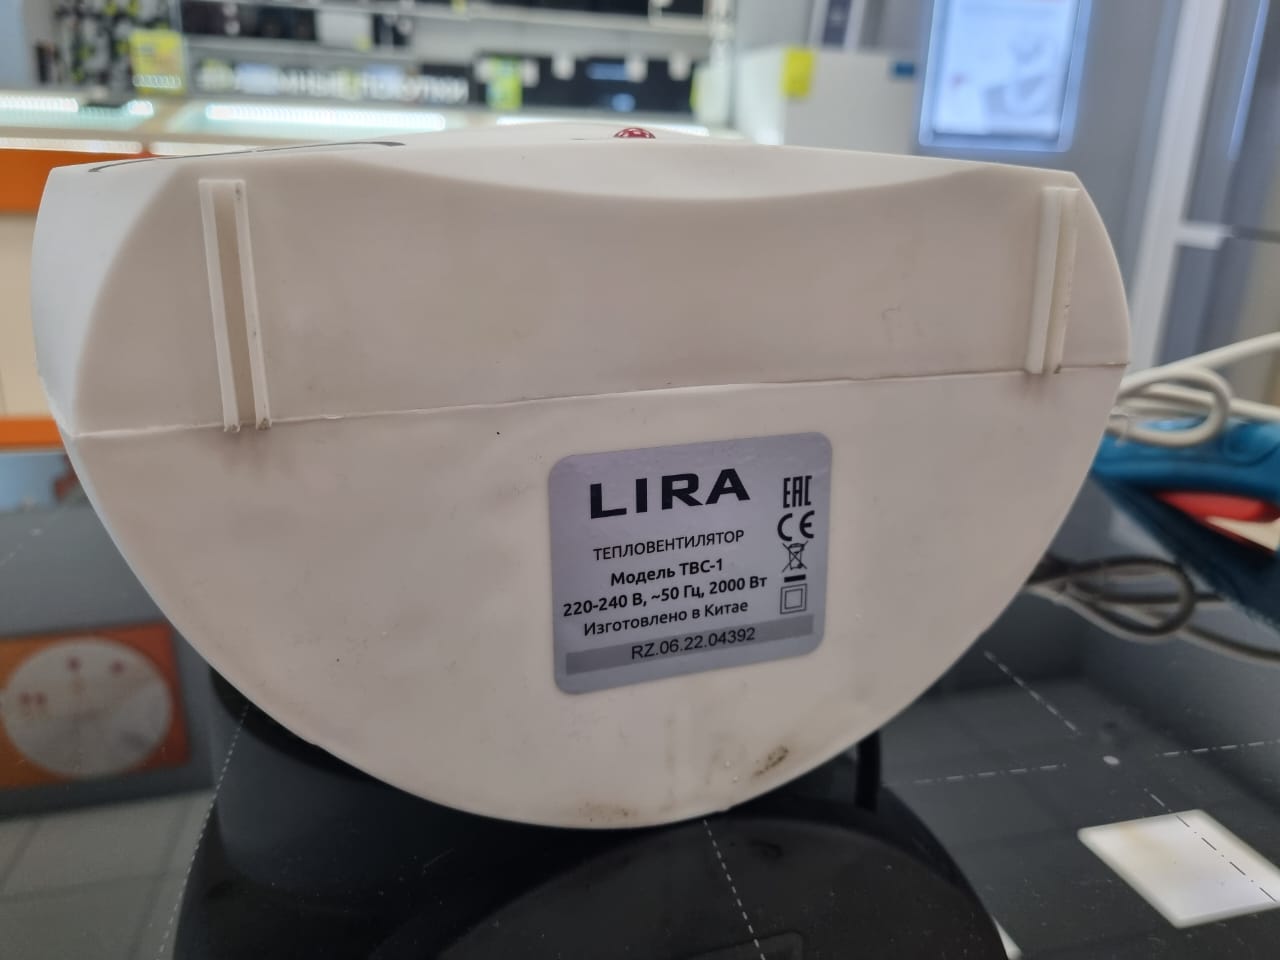 LIRA
ТЕПЛОВЕНТИЛЯТОР
Модель ТВС-1
220-240 В, ~50 Гц, 2000 Вт
Изготовлено в Китае
RZ.06.22.04392
EAC
CE